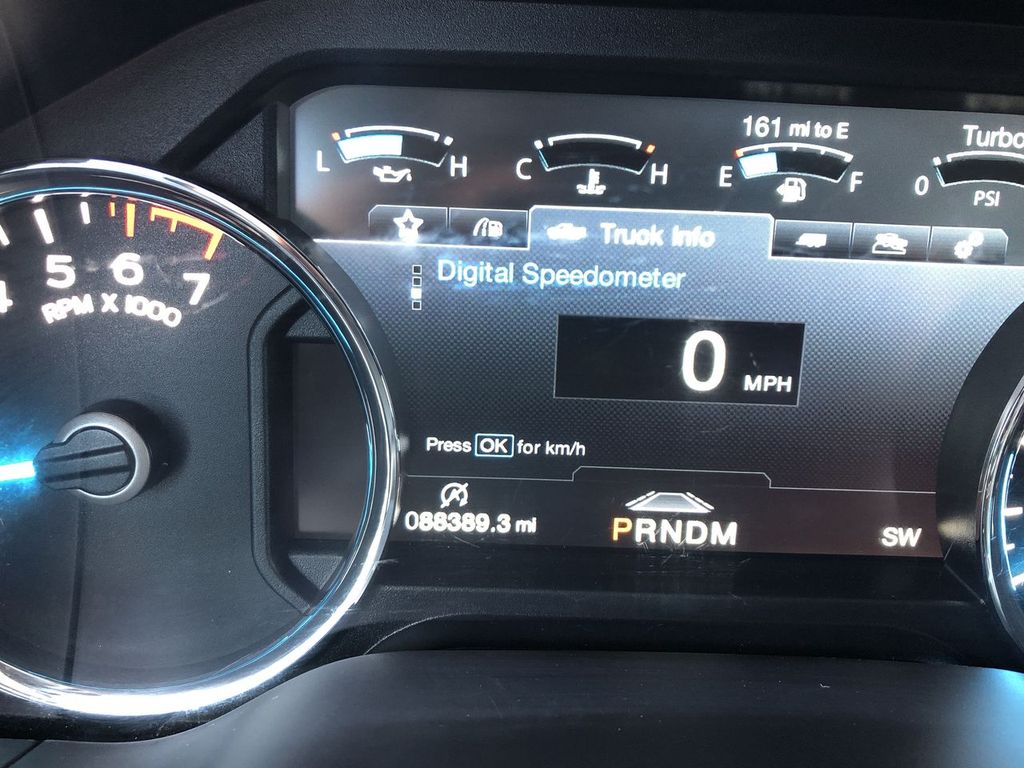 161 mi to E
Turbo
L H
C H
E F
0
PSI
Truck Info
Digital Speedometer
0 MPH
Press OK for km/h
088389.3 mi
PRNDM
SW
4 5 6 7
RPM X 1000